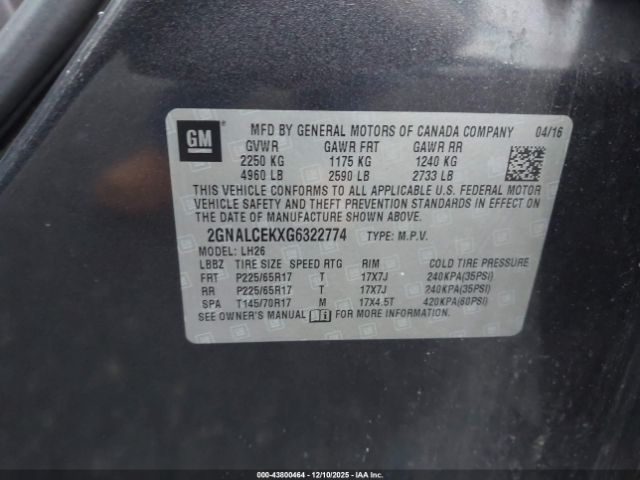 GM
MFD BY GENERAL MOTORS OF CANADA COMPANY 04/16
GVWR GAWR FRT GAWR RR
2250 KG 1175 KG 1240 KG
4960 LB 2590 LB 2733 LB
THIS VEHICLE CONFORMS TO ALL APPLICABLE U.S. FEDERAL MOTOR
VEHICLE SAFETY AND THEFT PREVENTION STANDARDS IN EFFECT
ON THE DATE OF MANUFACTURE SHOWN ABOVE.
2GNALCEKXG6322774 TYPE: M.P.V.
MODEL: LH26
LBBZ TIRE SIZE SPEED RTG RIM COLD TIRE PRESSURE
FRT P225/65R17 T 17X7J 240KPA(35PSI)
RR P225/65R17 T 17X7J 240KPA(35PSI)
SPA T145/70R17 M 17X4.5T 420KPA(60PSI)
SEE OWNER'S MANUAL FOR MORE INFORMATION.
000-43800464 - 12/10/2025 - IAA, Inc.